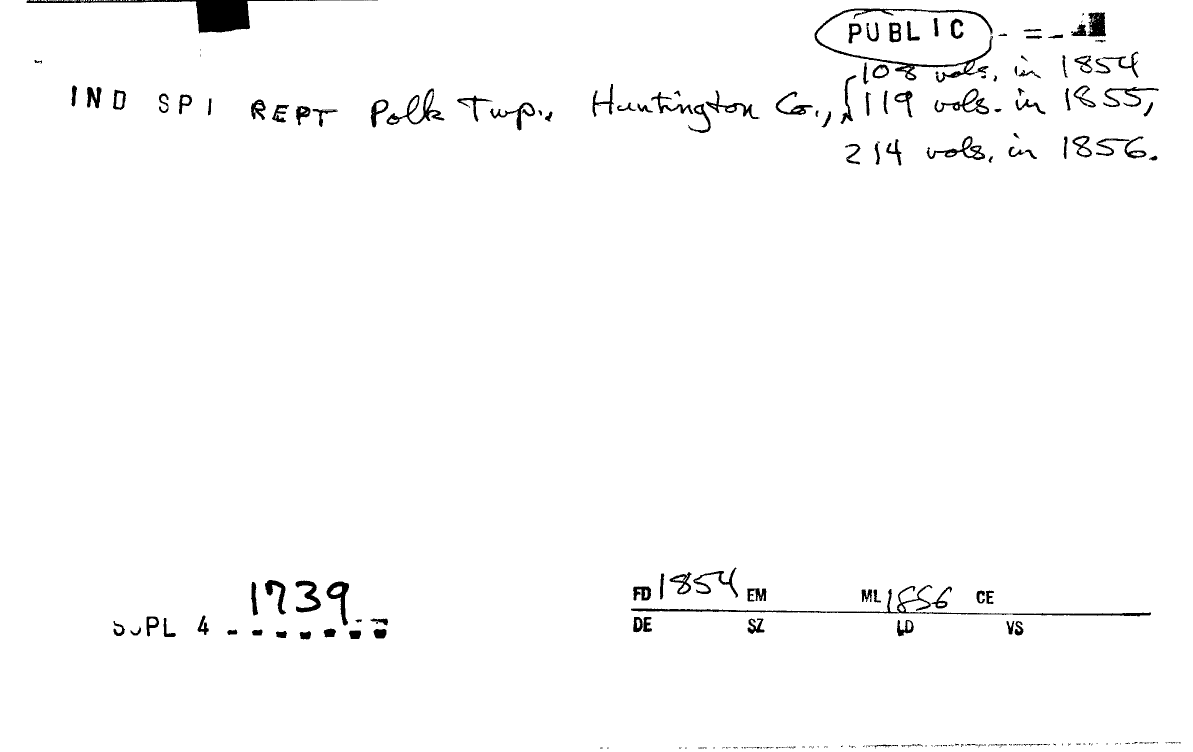 PUBLIC
108 vols. in 1854
IND SPI REPT Polk Twp., Huntington Co., 119 vols. in 1855,
214 vols. in 1856.
1739
SUPL 4
FD 1854 EM ML 1856 CE
DE SZ LD VS